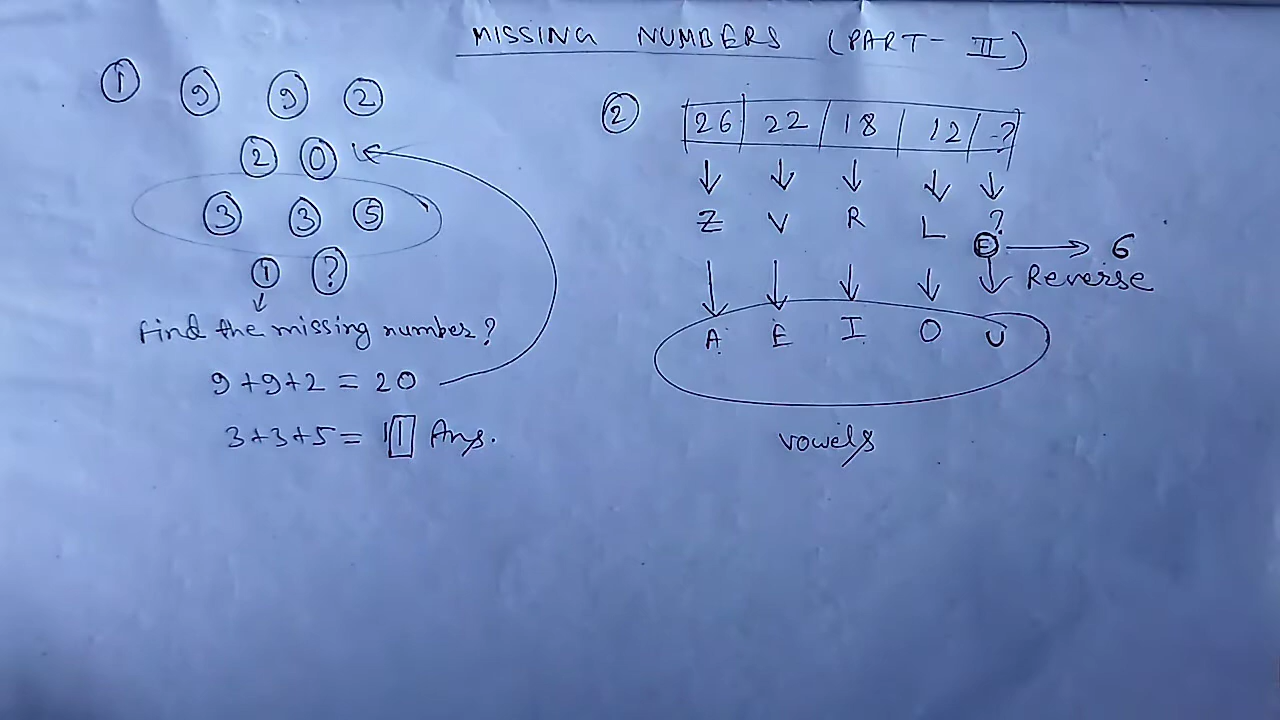 MISSING NUMBERS (PART-II)
① 9 9 2
2 0
3 3 5
1 ?
Find the missing number?
9+9+2 = 20
3+3+5 = 11 Ans.
② 26 22 18 12 ?
Z V R L ?
F → 6
Reverse
A E I O U
vowels